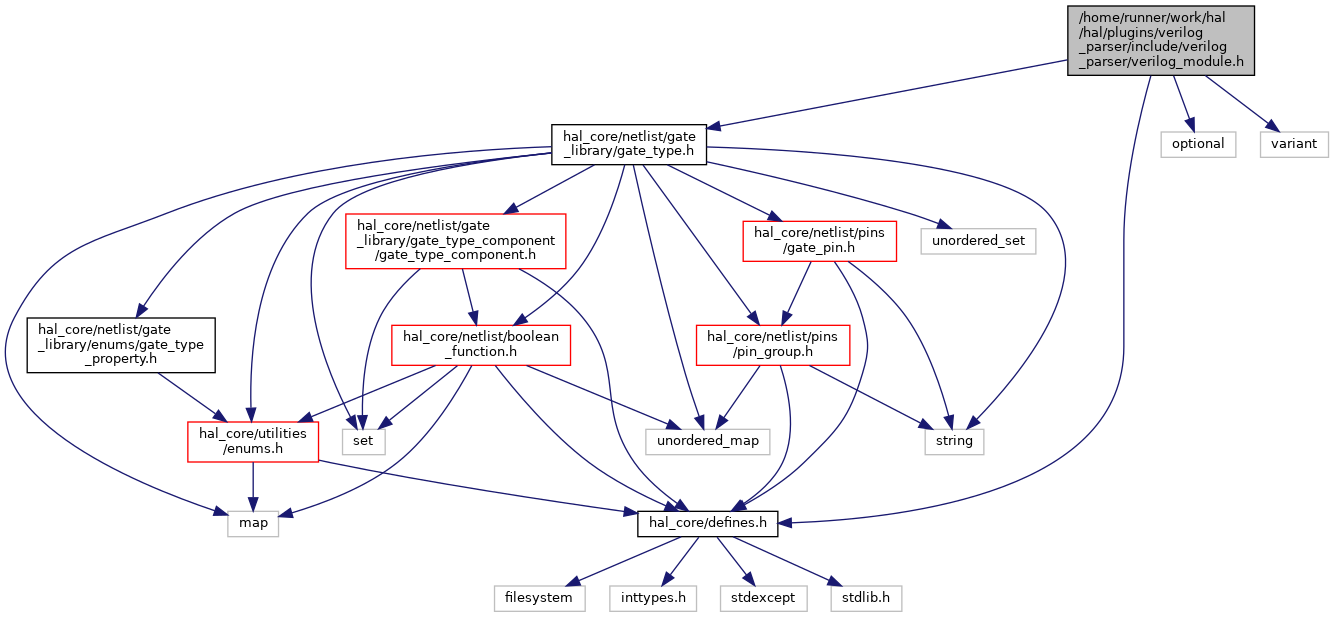 /home/runner/work/hal
/hal/plugins/verilog
_parser/include/verilog
_parser/verilog_module.h
hal_core/netlist/gate
_library/gate_type.h
optional
variant
hal_core/netlist/gate
_library/gate_type_component
/gate_type_component.h
hal_core/netlist/pins
/gate_pin.h
unordered_set
hal_core/netlist/gate
_library/enums/gate_type
_property.h
hal_core/netlist/boolean
_function.h
hal_core/netlist/pins
/pin_group.h
hal_core/utilities
/enums.h
set
unordered_map
string
map
hal_core/defines.h
filesystem
inttypes.h
stdexcept
stdlib.h